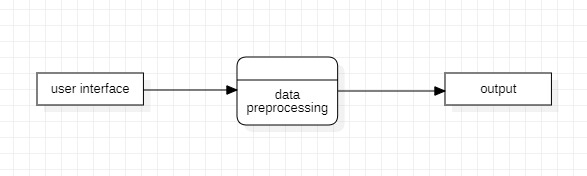 user interface
data
preprocessing
output